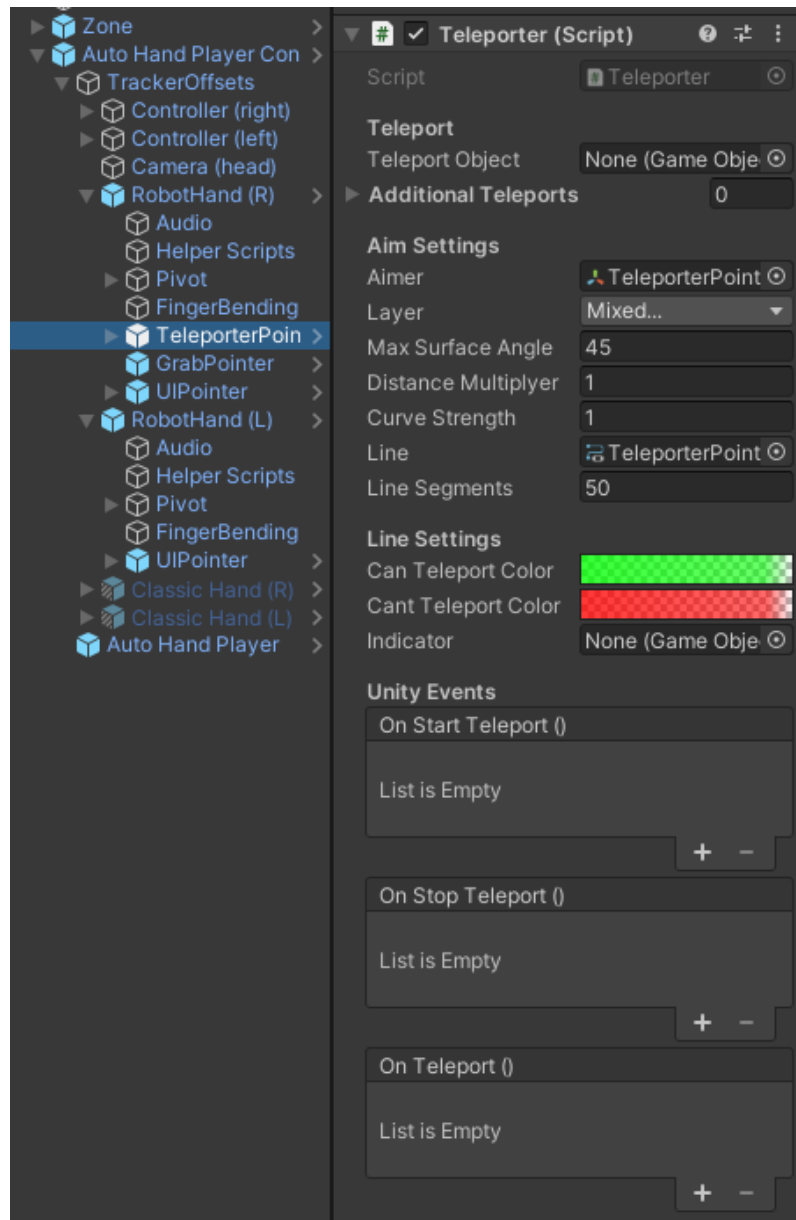 Zone
Auto Hand Player Con
TrackerOffsets
Controller (right)
Controller (left)
Camera (head)
RobotHand (R)
Audio
Helper Scripts
Pivot
FingerBending
TeleporterPoin
GrabPointer
UIPointer
RobotHand (L)
Audio
Helper Scripts
Pivot
FingerBending
UIPointer
Classic Hand (R)
Classic Hand (L)
Auto Hand Player
Teleporter (Script)
Script Teleporter
Teleport
Teleport Object None (Game Obje
Additional Teleports 0
Aim Settings
Aimer TeleporterPoint
Layer Mixed...
Max Surface Angle 45
Distance Multiplyer 1
Curve Strength 1
Line TeleporterPoint
Line Segments 50
Line Settings
Can Teleport Color
Cant Teleport Color
Indicator None (Game Obje
Unity Events
On Start Teleport ()
List is Empty
+ −
On Stop Teleport ()
List is Empty
+ −
On Teleport ()
List is Empty
+ −